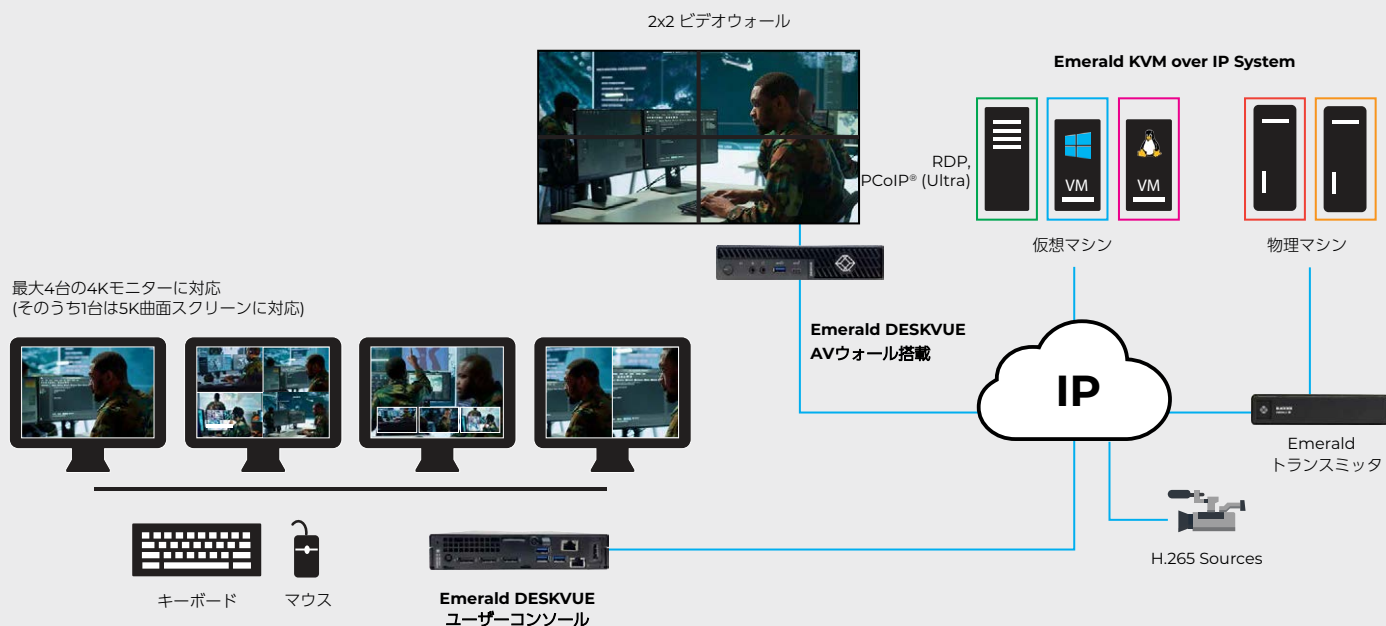 2x2 ビデオウォール
Emerald KVM over IP System
RDP,
PCoIP® (Ultra)
VM
VM
仮想マシン
物理マシン
最大4台の4Kモニターに対応
(そのうち1台は5K曲面スクリーンに対応)
Emerald DESKVUE
AVウォール搭載
IP
Emerald
トランスミッタ
H.265 Sources
キーボード
マウス
Emerald DESKVUE
ユーザーコンソール